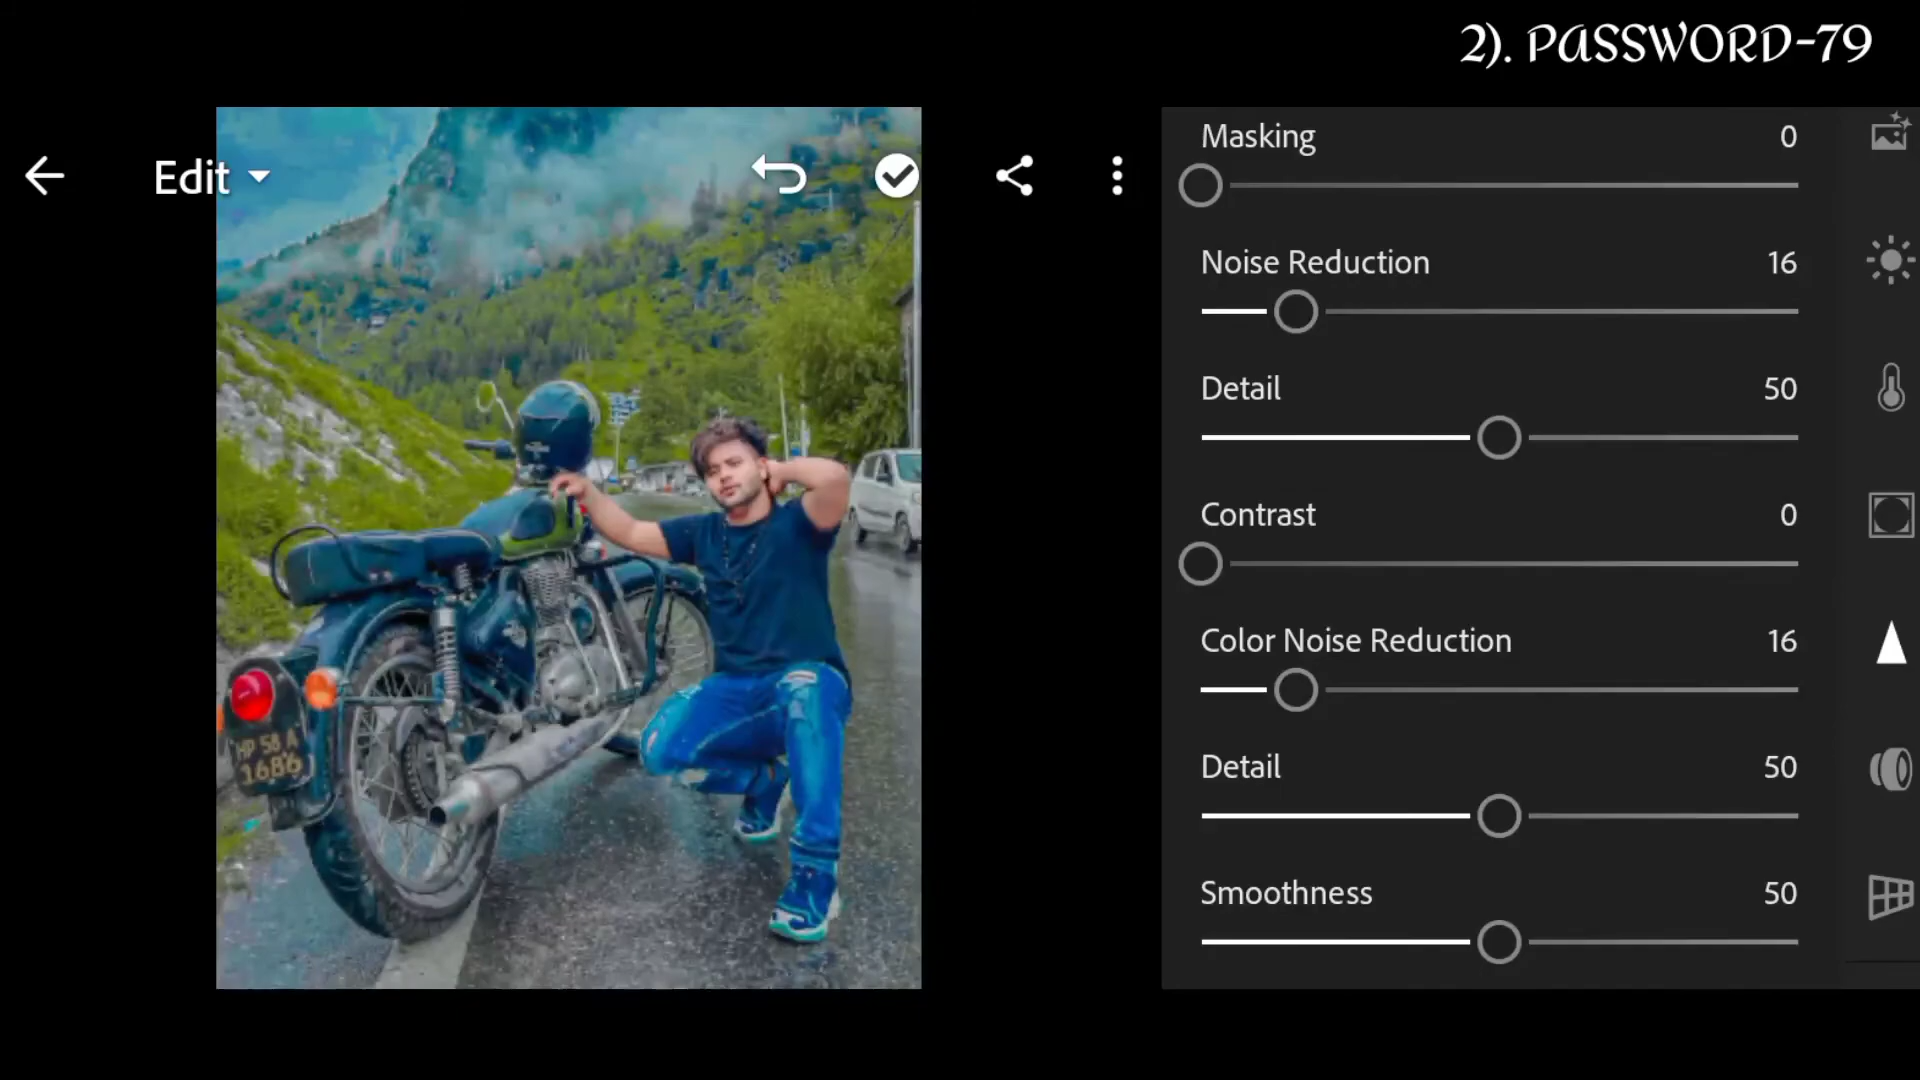 2). PASSWORD-79
Edit
Masking 0
Noise Reduction 16
Detail 50
Contrast 0
Color Noise Reduction 16
Detail 50
Smoothness 50
HP 58 A
1686